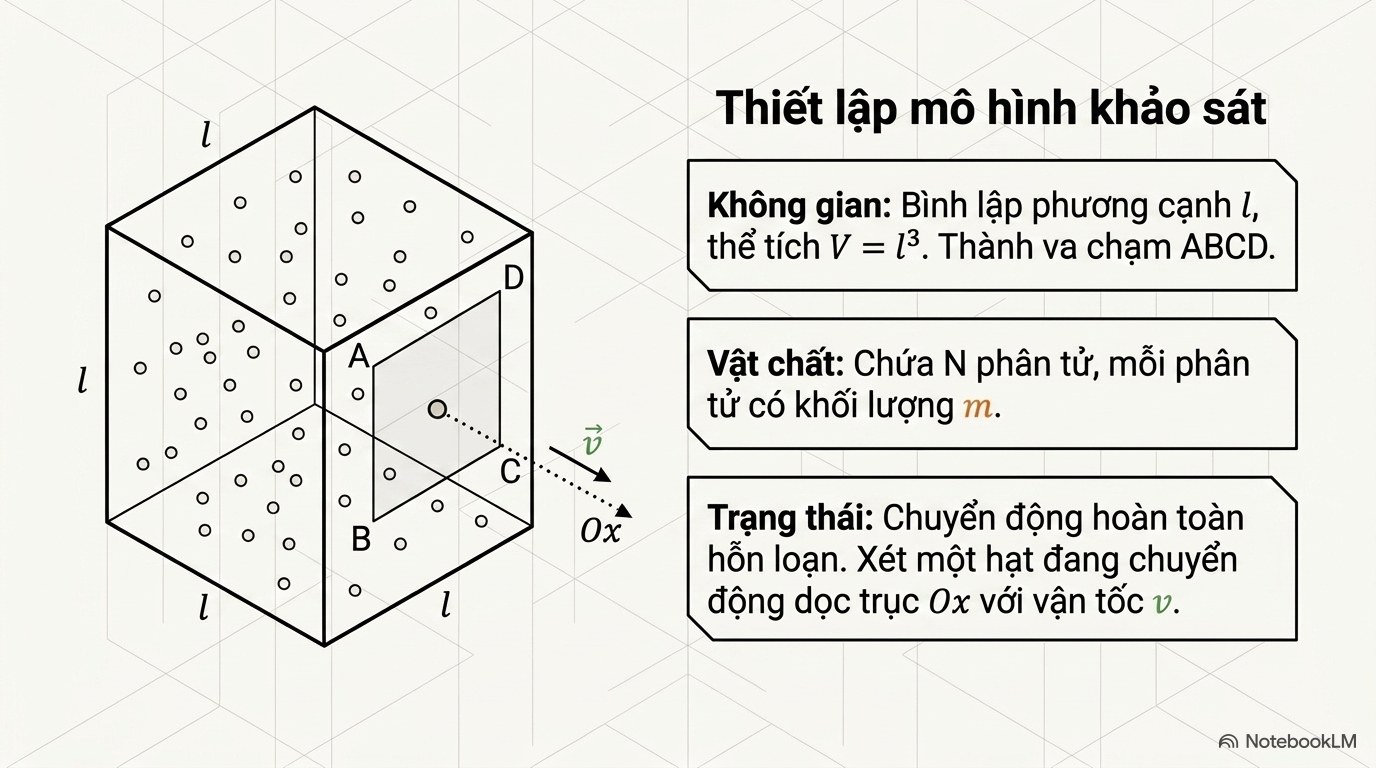 Thiết lập mô hình khảo sát
l
l
l
l
A
D
B
C
v⃗
Ox
Không gian: Bình lập phương cạnh l,
thể tích V = l³. Thành va chạm ABCD.
Vật chất: Chứa N phân tử, mỗi phân
tử có khối lượng m.
Trạng thái: Chuyển động hoàn toàn
hỗn loạn. Xét một hạt đang chuyển
động dọc trục Ox với vận tốc v.
NotebookLM